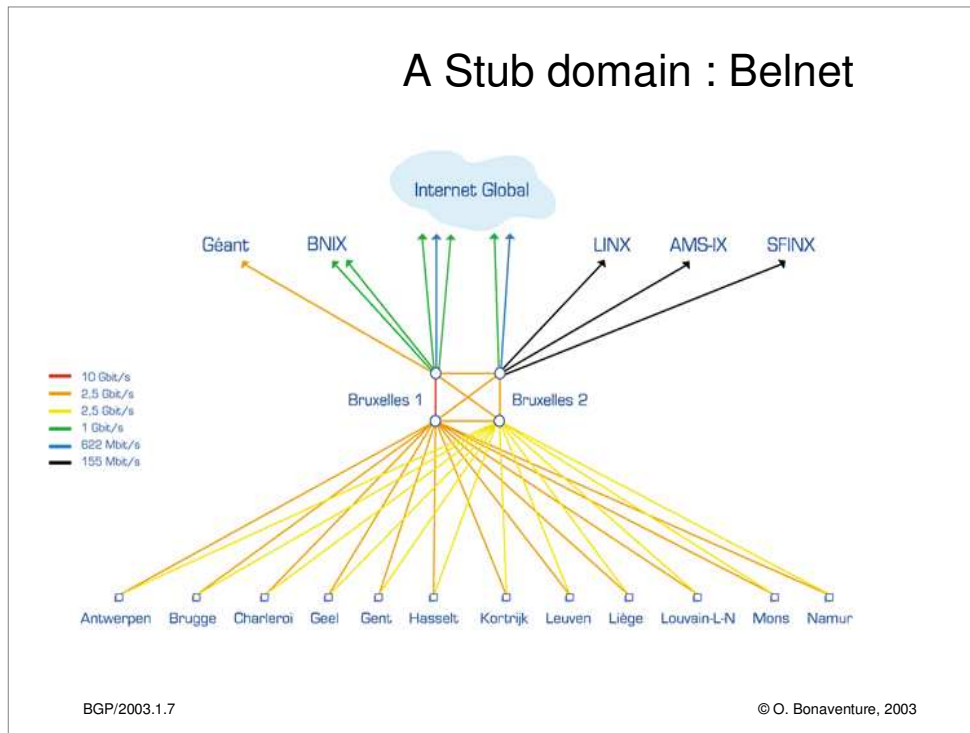 A Stub domain : Belnet
Internet Global
Géant
BNIX
LINX
AMS-IX
SFINX
10 Gbit/s
2,5 Gbit/s
2,5 Gbit/s
1 Gbit/s
622 Mbit/s
155 Mbit/s
Bruxelles 1
Bruxelles 2
Antwerpen
Brugge
Charleroi
Geel
Gent
Hasselt
Kortrijk
Leuven
Liège
Louvain-L-N
Mons
Namur
BGP/2003.1.7
© O. Bonaventure, 2003